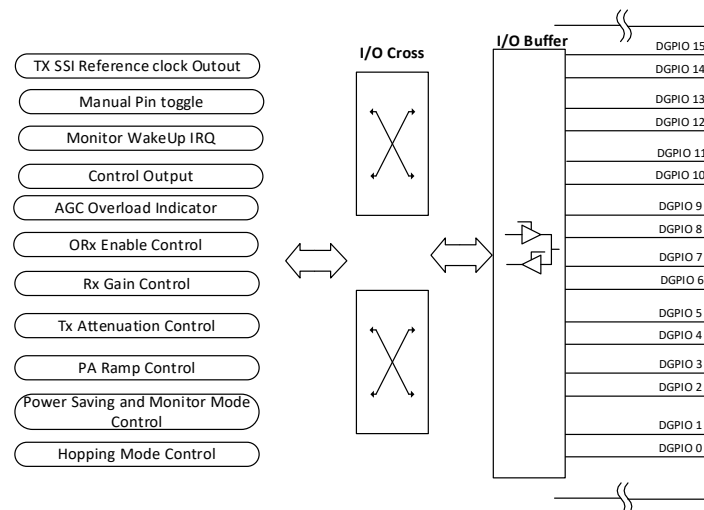 TX SSI Reference clock Outout
Manual Pin toggle
Monitor WakeUp IRQ
Control Output
AGC Overload Indicator
ORx Enable Control
Rx Gain Control
Tx Attenuation Control
PA Ramp Control
Power Saving and Monitor Mode
Control
Hopping Mode Control
I/O Cross
I/O Buffer
DGPIO 15
DGPIO 14
DGPIO 13
DGPIO 12
DGPIO 11
DGPIO 10
DGPIO 9
DGPIO 8
DGPIO 7
DGPIO 6
DGPIO 5
DGPIO 4
DGPIO 3
DGPIO 2
DGPIO 1
DGPIO 0